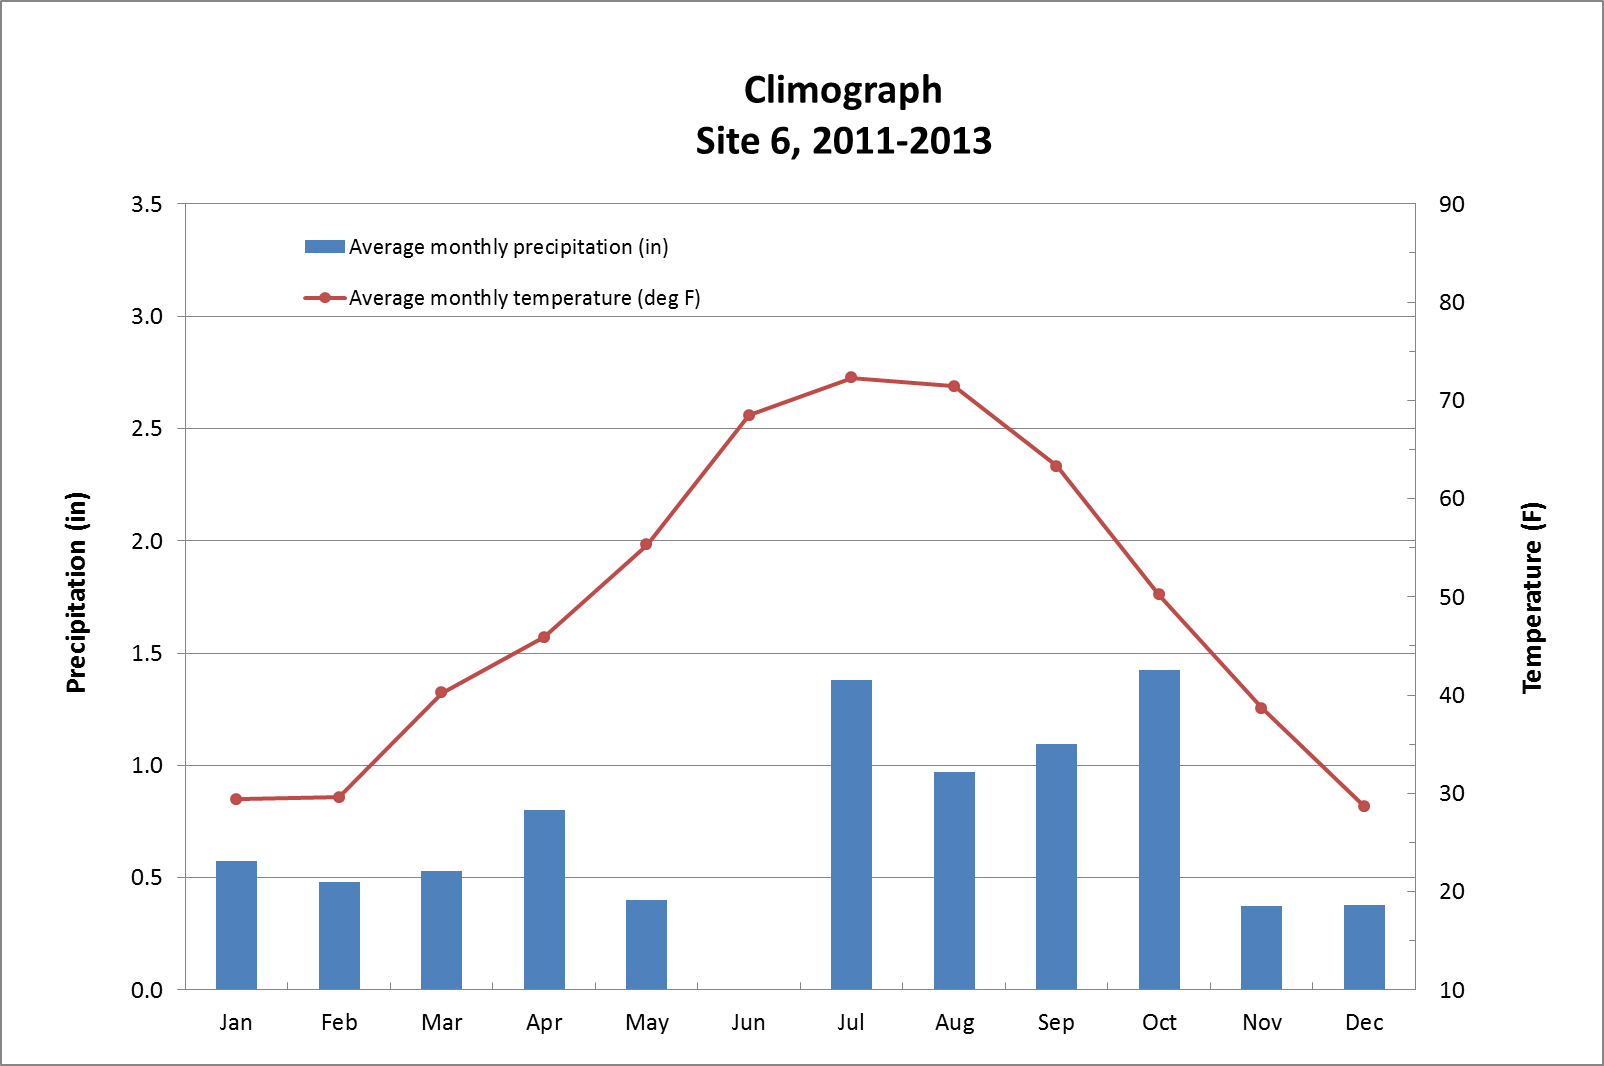 Climograph
Site 6, 2011-2013
Average monthly precipitation (in)
Average monthly temperature (deg F)
Precipitation (in)
3.5
3.0
2.5
2.0
1.5
1.0
0.5
0.0
90
80
70
60
50
40
30
20
10
Temperature (F)
Jan Feb Mar Apr May Jun Jul Aug Sep Oct Nov Dec